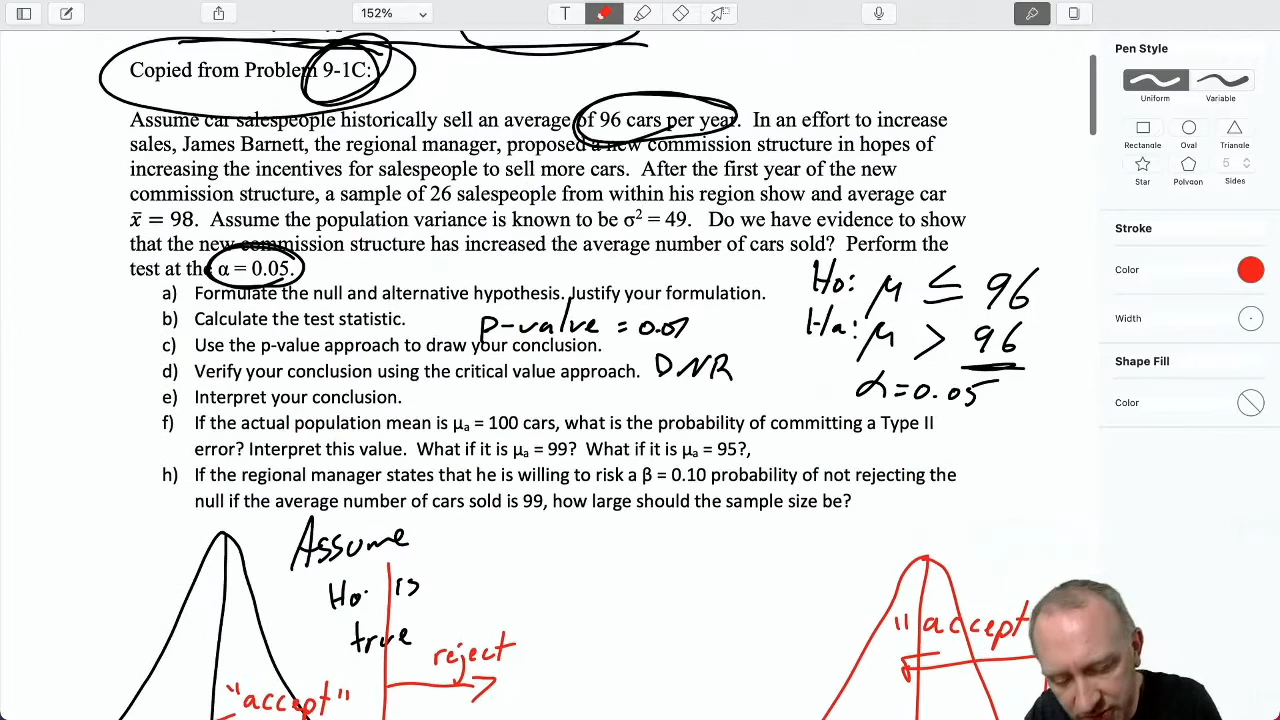 152%
T
Pen Style
Uniform
Variable
Rectangle
Oval
Triangle
Star
Polygon
5
Sides
Stroke
Color
Width
Shape Fill
Color
Copied from Problem 9-1C:
Assume car salespeople historically sell an average of 96 cars per year. In an effort to increase
sales, James Barnett, the regional manager, proposed a new commission structure in hopes of
increasing the incentives for salespeople to sell more cars. After the first year of the new
commission structure, a sample of 26 salespeople from within his region show and average car
x̄ = 98. Assume the population variance is known to be σ² = 49. Do we have evidence to show
that the new commission structure has increased the average number of cars sold? Perform the
test at the α = 0.05.
a) Formulate the null and alternative hypothesis. Justify your formulation.
b) Calculate the test statistic.
c) Use the p-value approach to draw your conclusion.
d) Verify your conclusion using the critical value approach.
e) Interpret your conclusion.
f) If the actual population mean is μₐ = 100 cars, what is the probability of committing a Type II
error? Interpret this value. What if it is μₐ = 99? What if it is μₐ = 95?,
h) If the regional manager states that he is willing to risk a β = 0.10 probability of not rejecting the
null if the average number of cars sold is 99, how large should the sample size be?
Ho: μ ≤ 96
Ha: μ > 96
α = 0.05
p-value = 0.07
DNR
Assume
Ho is
true
reject
"accept"
"accept